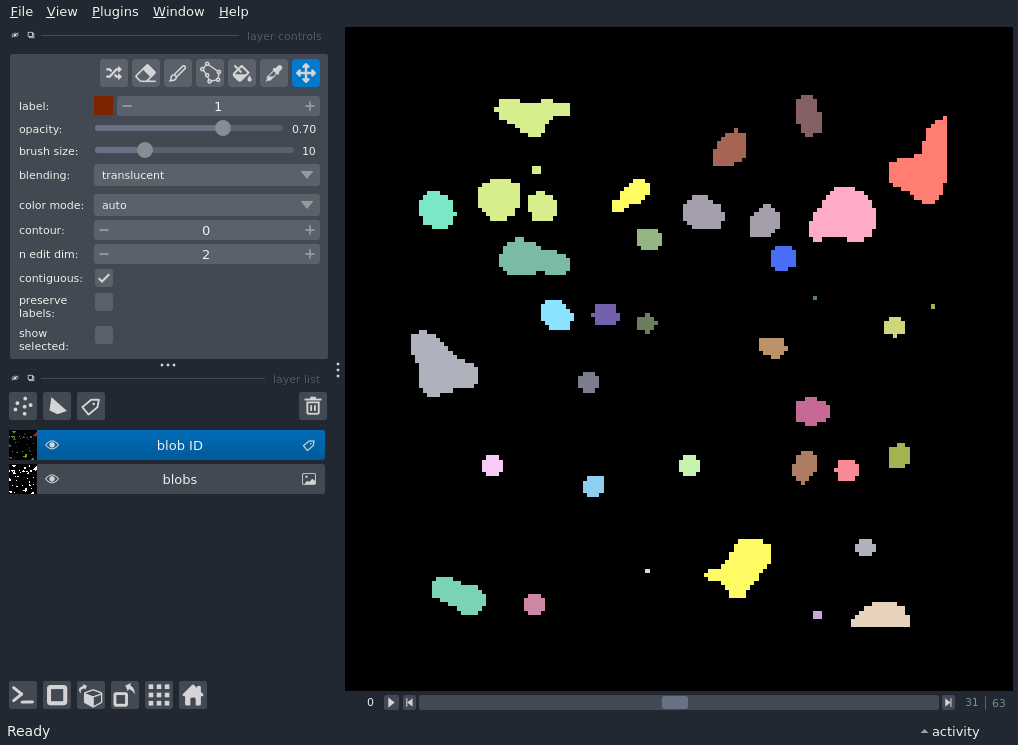 File View Plugins Window Help
layer controls
label: 1
opacity: 0.70
brush size: 10
blending: translucent
color mode: auto
contour: 0
n edit dim: 2
contiguous:
preserve
labels:
show
selected:
layer list
blob ID
blobs
0 31 | 63
Ready activity